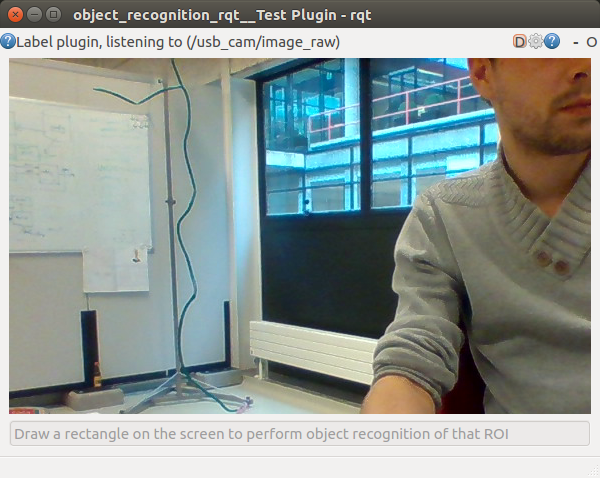 object_recognition_rqt__Test Plugin - rqt
Label plugin, listening to (/usb_cam/image_raw)
D
- O
Draw a rectangle on the screen to perform object recognition of that ROI